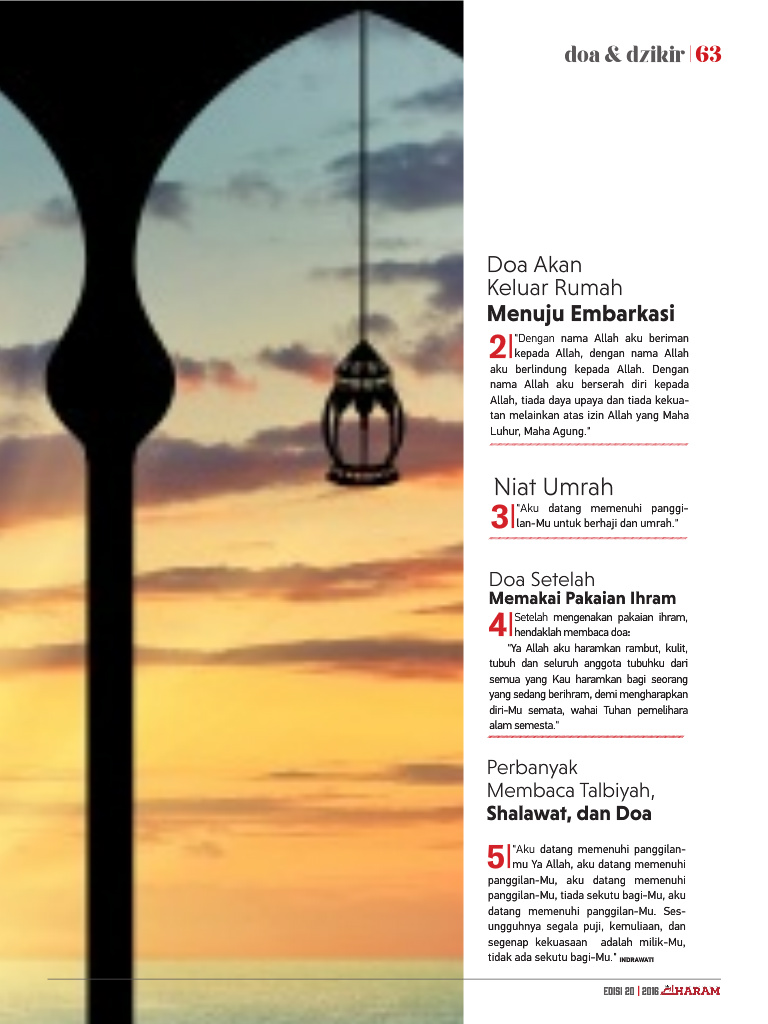 doa & dzikir | 63
Doa Akan
Keluar Rumah
Menuju Embarkasi
2 "Dengan nama Allah aku beriman
kepada Allah, dengan nama Allah
aku berlindung kepada Allah. Dengan
nama Allah aku berserah diri kepada
Allah, tiada daya upaya dan tiada kekua-
tan melainkan atas izin Allah yang Maha
Luhur, Maha Agung."
Niat Umrah
3 "Aku datang memenuhi panggi-
lan-Mu untuk berhaji dan umrah."
Doa Setelah
Memakai Pakaian Ihram
4 Setelah mengenakan pakaian ihram,
hendaklah membaca doa:
"Ya Allah aku haramkan rambut, kulit,
tubuh dan seluruh anggota tubuhku dari
semua yang Kau haramkan bagi seorang
yang sedang berihram, demi mengharapkan
diri-Mu semata, wahai Tuhan pemelihara
alam semesta."
Perbanyak
Membaca Talbiyah,
Shalawat, dan Doa
5 "Aku datang memenuhi panggilan-
mu Ya Allah, aku datang memenuhi
panggilan-Mu, aku datang memenuhi
panggilan-Mu, tiada sekutu bagi-Mu, aku
datang memenuhi panggilan-Mu. Ses-
ungguhnya segala puji, kemuliaan, dan
segenap kekuasaan adalah milik-Mu,
tidak ada sekutu bagi-Mu." INDRAWATI
EDISI 20 | 2016 HARAM